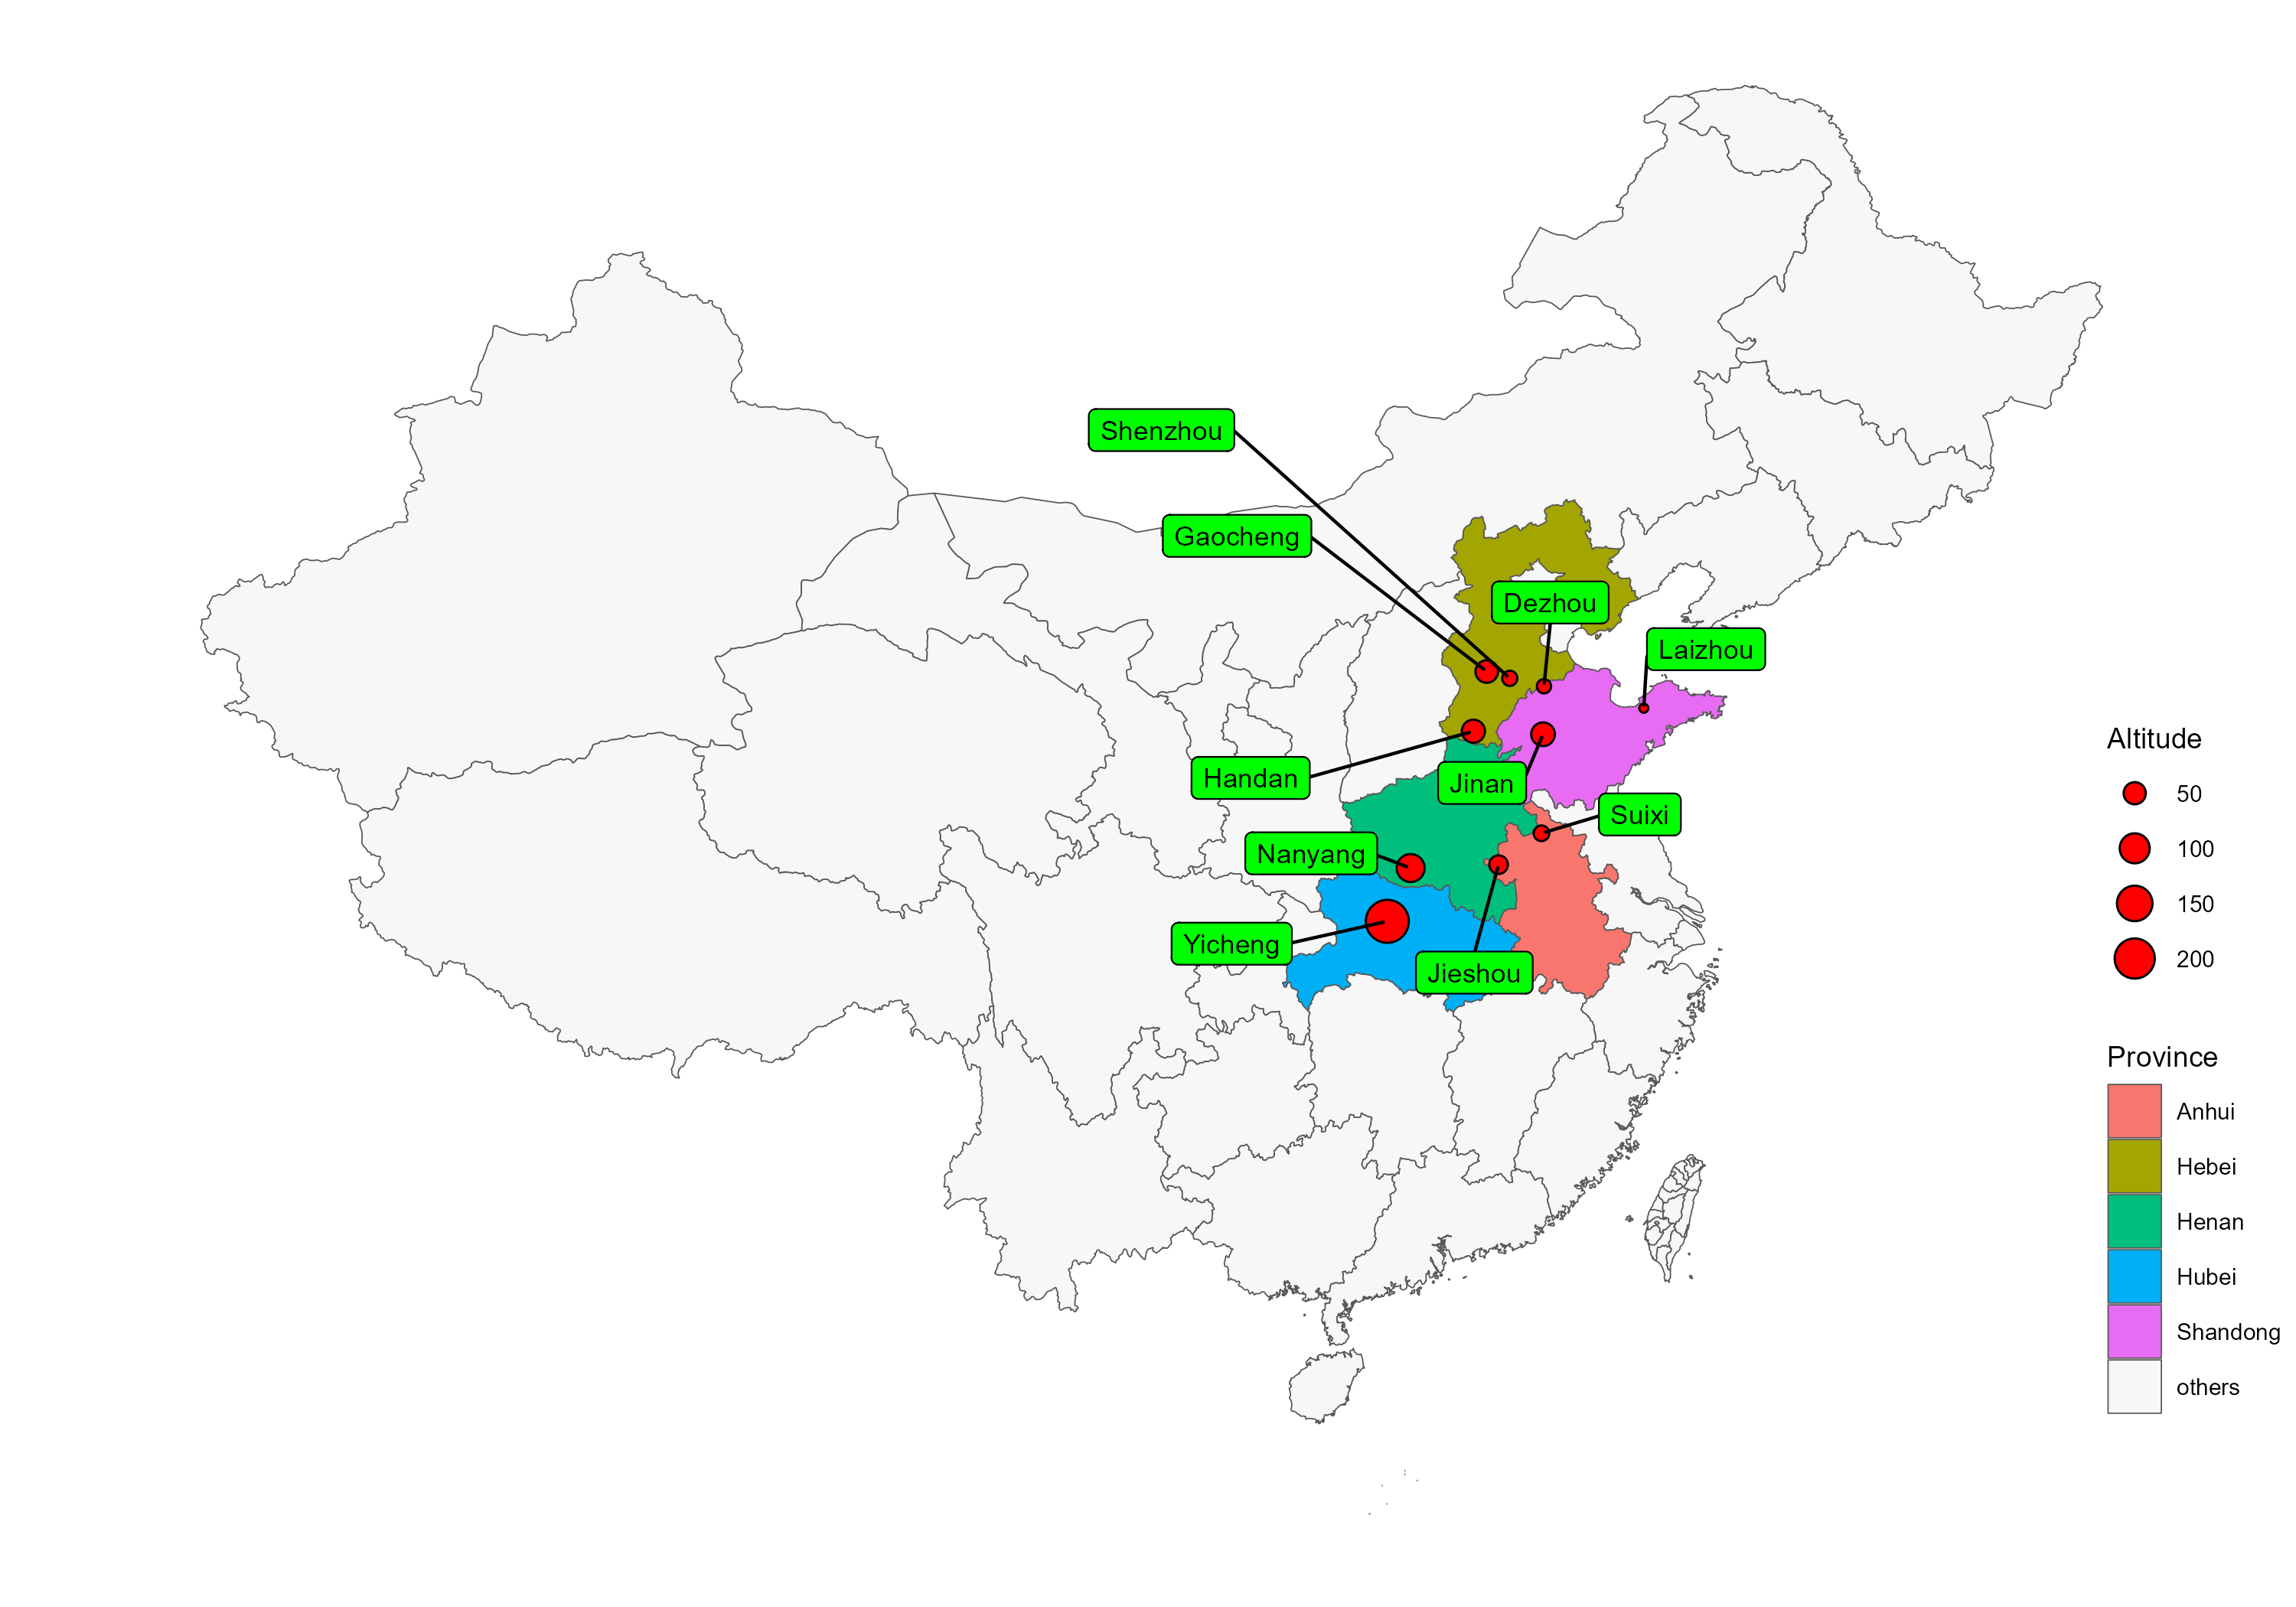 Shenzhou
Gaocheng
Dezhou
Laizhou
Handan
Jinan
Suixi
Nanyang
Yicheng
Jieshou
Altitude
50
100
150
200
Province
Anhui
Hebei
Henan
Hubei
Shandong
others